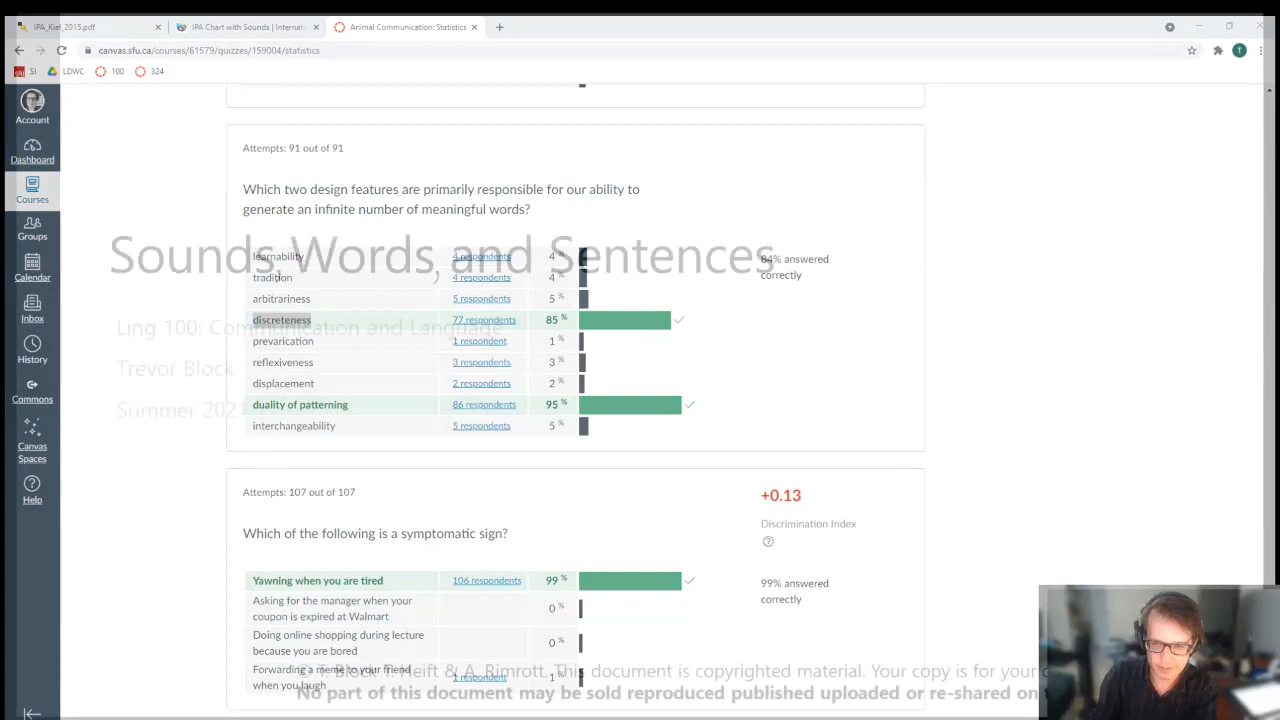 IPA_Kiel_2015.pdf
IPA Chart with Sounds | Internati
Animal Communication: Statistics
canvas.sfu.ca/courses/61579/quizzes/159004/statistics
T
SFU SI LDWC 100 324
Account
Dashboard
Courses
Groups
Calendar
Inbox
History
Commons
Canvas
Spaces
Help
Attempts: 91 out of 91
Which two design features are primarily responsible for our ability to
generate an infinite number of meaningful words?
learnability 4 respondents 4 %
tradition 4 respondents 4 %
arbitrariness 5 respondents 5 %
discreteness 77 respondents 85 %
prevarication 1 respondent 1 %
reflexiveness 3 respondents 3 %
displacement 2 respondents 2 %
duality of patterning 86 respondents 95 %
interchangeability 5 respondents 5 %
84% answered
correctly
Sounds, Words, and Sentences
Ling 100: Communication and Language
Trevor Block
Summer 2021
Attempts: 107 out of 107
Which of the following is a symptomatic sign?
+0.13
Discrimination Index
Yawning when you are tired 106 respondents 99 %
Asking for the manager when your
coupon is expired at Walmart 0 %
Doing online shopping during lecture
because you are bored 0 %
Forwarding a meme to your friend
when you laugh 1 respondent 1 %
99% answered
correctly
T. Block T. Heift & A. Rimrott. This document is copyrighted material. Your copy is for your
No part of this document may be sold reproduced published uploaded or re-shared on